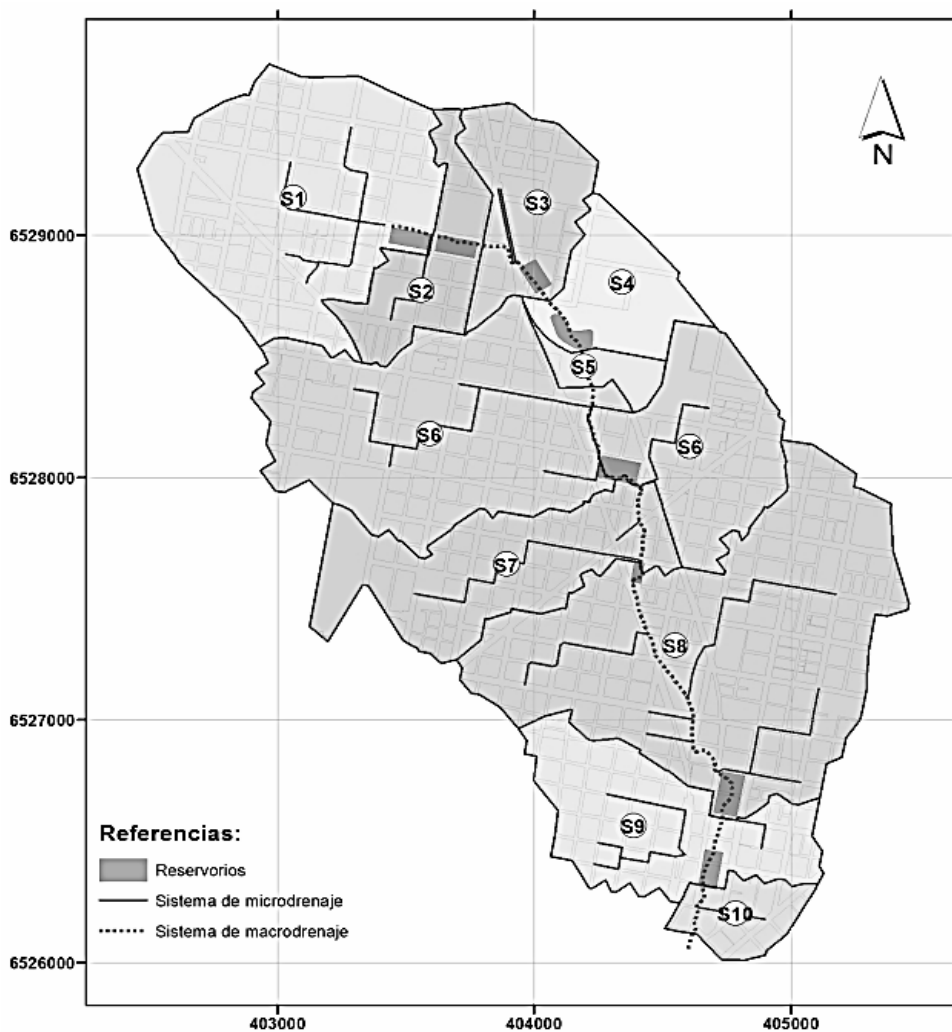 N
S1
S3
6529000
S4
S2
S5
S6
S6
6528000
S7
S8
6527000
S9
Referencias:
Reservorios
Sistema de microdrenaje
Sistema de macrodrenaje
S10
6526000
403000
404000
405000